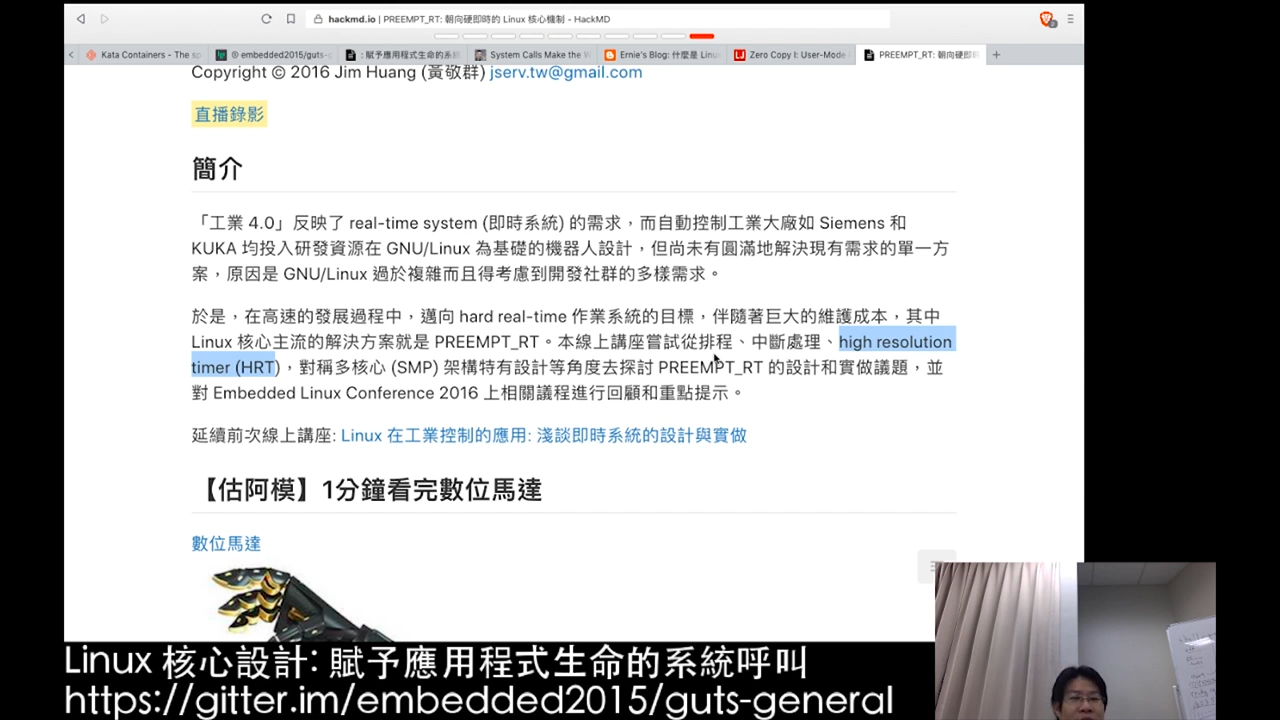 hackmd.io | PREEMPT_RT: 朝向硬即時的 Linux 核心機制 - HackMD
Kata Containers - The sp
® embedded2015/guts-g
: 賦予應用程式生命的系統
System Calls Make the W
Ernie's Blog: 什麼是 Linux
Zero Copy I: User-Mode
PREEMPT_RT: 朝向硬即時
Copyright © 2016 Jim Huang (黃敬群) jserv.tw@gmail.com
直播錄影
簡介
「工業 4.0」反映了 real-time system (即時系統) 的需求，而自動控制工業大廠如 Siemens 和
KUKA 均投入研發資源在 GNU/Linux 為基礎的機器人設計，但尚未有圓滿地解決現有需求的單一方
案，原因是 GNU/Linux 過於複雜而且得考慮到開發社群的多樣需求。
於是，在高速的發展過程中，邁向 hard real-time 作業系統的目標，伴隨著巨大的維護成本，其中
Linux 核心主流的解決方案就是 PREEMPT_RT。本線上講座嘗試從排程、中斷處理、high resolution
timer (HRT)，對稱多核心 (SMP) 架構特有設計等角度去探討 PREEMPT_RT 的設計和實做議題，並
對 Embedded Linux Conference 2016 上相關議程進行回顧和重點提示。
延續前次線上講座: Linux 在工業控制的應用: 淺談即時系統的設計與實做
【估阿模】1分鐘看完數位馬達
數位馬達
Linux 核心設計: 賦予應用程式生命的系統呼叫
https://gitter.im/embedded2015/guts-general